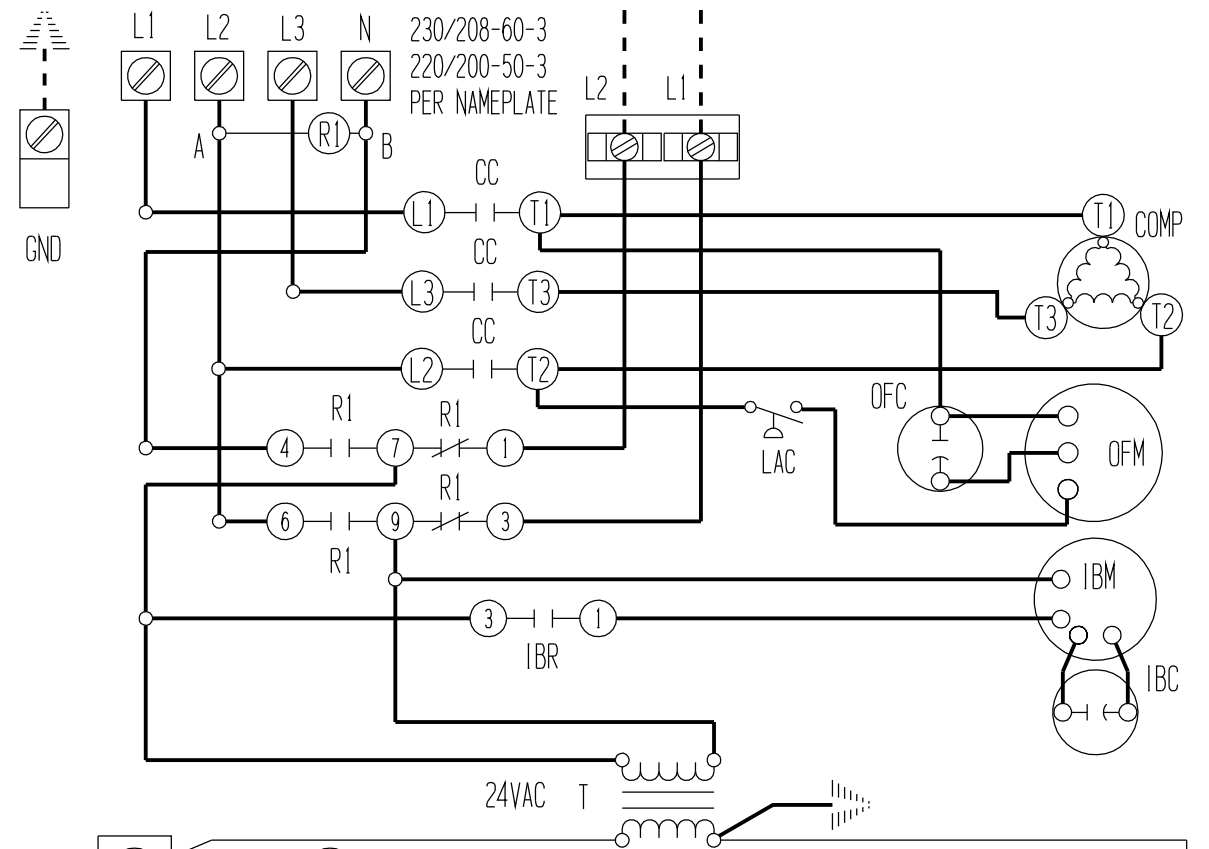 L1 L2 L3 N 230/208-60-3
220/200-50-3
PER NAMEPLATE
L2 L1
A R1 B
GND
CC
L1 T1 T1 COMP
CC
L3 T3 T3 T2
CC
L2 T2
OFC
R1 R1
4 7 1 LAC OFM
R1
6 9 3
R1
IBM
3 1
IBR
IBC
24VAC T